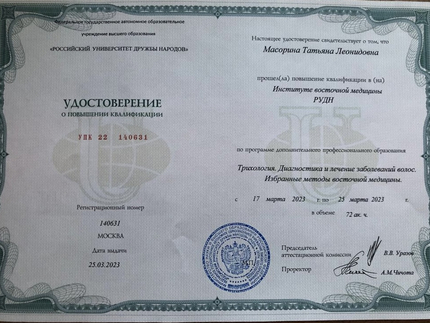 Федеральное государственное автономное образовательное
учреждение высшего образования
«РОССИЙСКИЙ УНИВЕРСИТЕТ ДРУЖБЫ НАРОДОВ»
УДОСТОВЕРЕНИЕ
О ПОВЫШЕНИИ КВАЛИФИКАЦИИ
УПК 22 140631
Регистрационный номер
140631
МОСКВА
Дата выдачи
25.03.2023
Настоящее удостоверение свидетельствует о том, что
Масорина Татьяна Леонидовна
прошел(ла) повышение квалификации в (на)
Институте восточной медицины
РУДН
по программе дополнительного профессионального образования
Трихология. Диагностика и лечение заболеваний волос.
Избранные методы восточной медицины.
с 17 марта 2023 г. по 25 марта 2023 г.
в объеме 72 ак. ч.
Председатель
аттестационной комиссии В.В. Уразов
Проректор А.М. Чичота